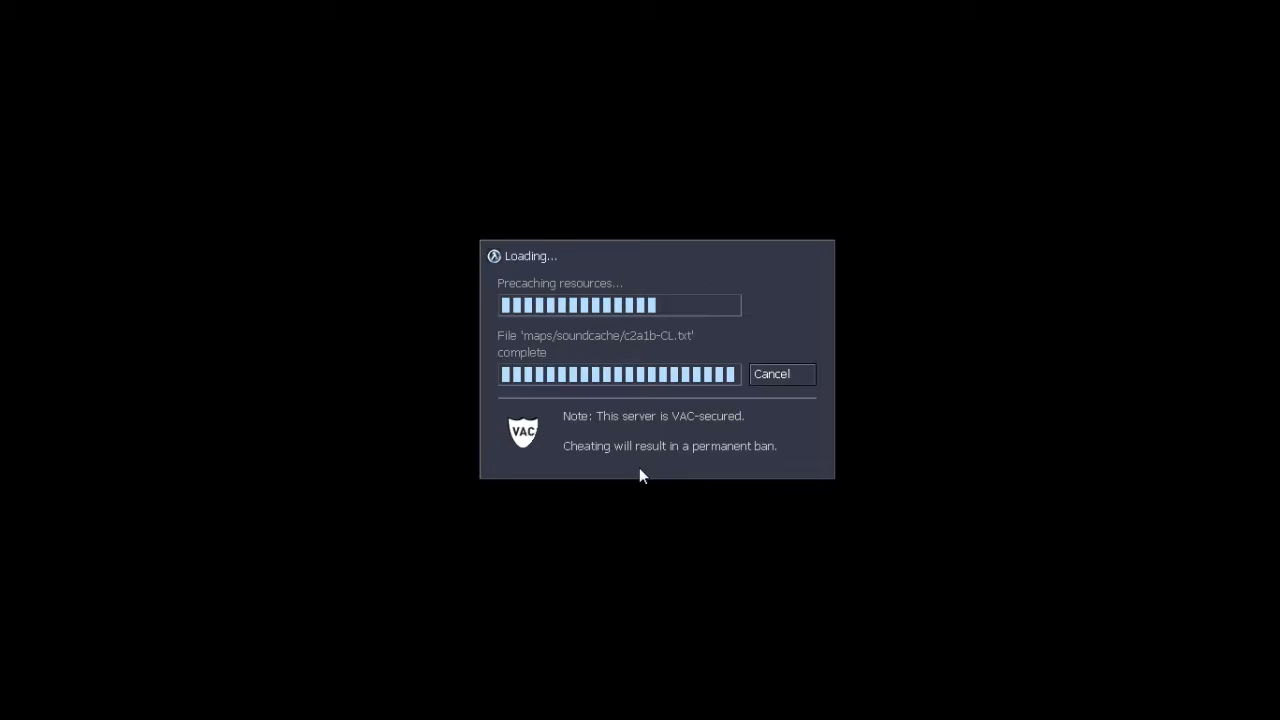 Loading...
Precaching resources...
File 'maps/soundcache/c2a1b-CL.txt'
complete
Cancel
VAC
Note: This server is VAC-secured.
Cheating will result in a permanent ban.